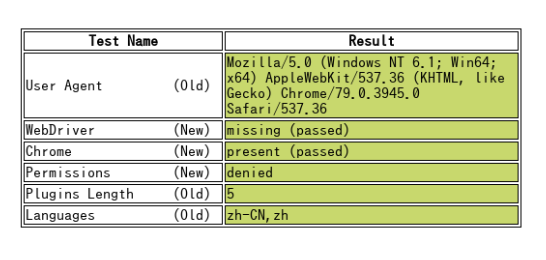 Test Name Result
User Agent (Old) Mozilla/5.0 (Windows NT 6.1; Win64;
x64) AppleWebKit/537.36 (KHTML, like
Gecko) Chrome/79.0.3945.0
Safari/537.36
WebDriver (New) missing (passed)
Chrome (New) present (passed)
Permissions (New) denied
Plugins Length (Old) 5
Languages (Old) zh-CN,zh